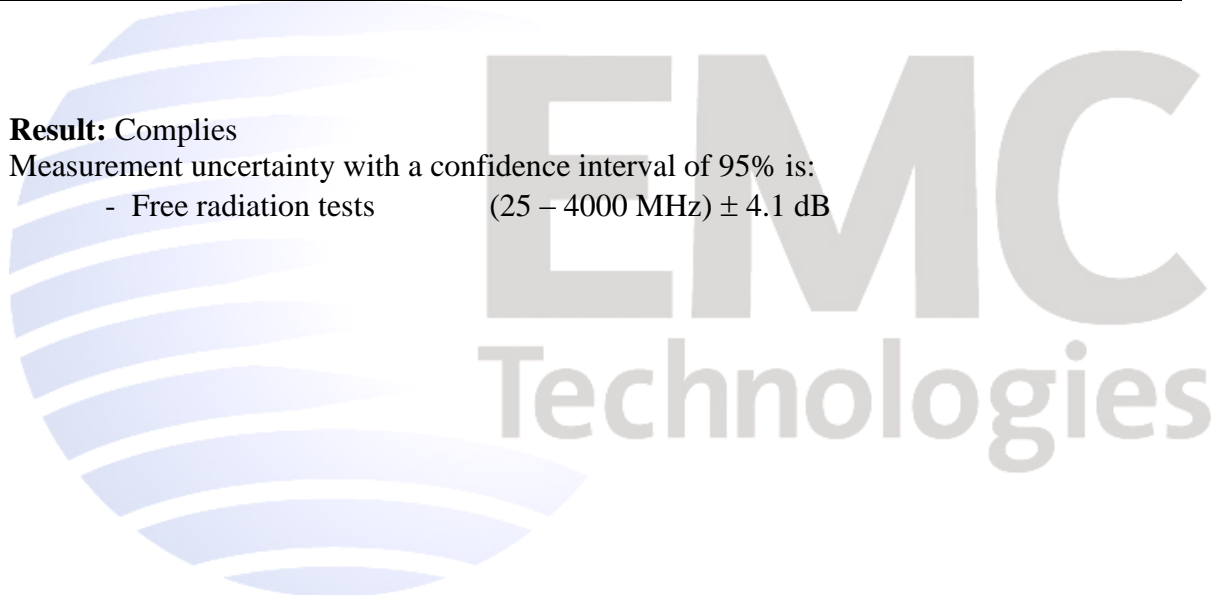 Result: Complies
Measurement uncertainty with a confidence interval of 95% is:
- Free radiation tests (25 – 4000 MHz) ± 4.1 dB
EMC
Technologies